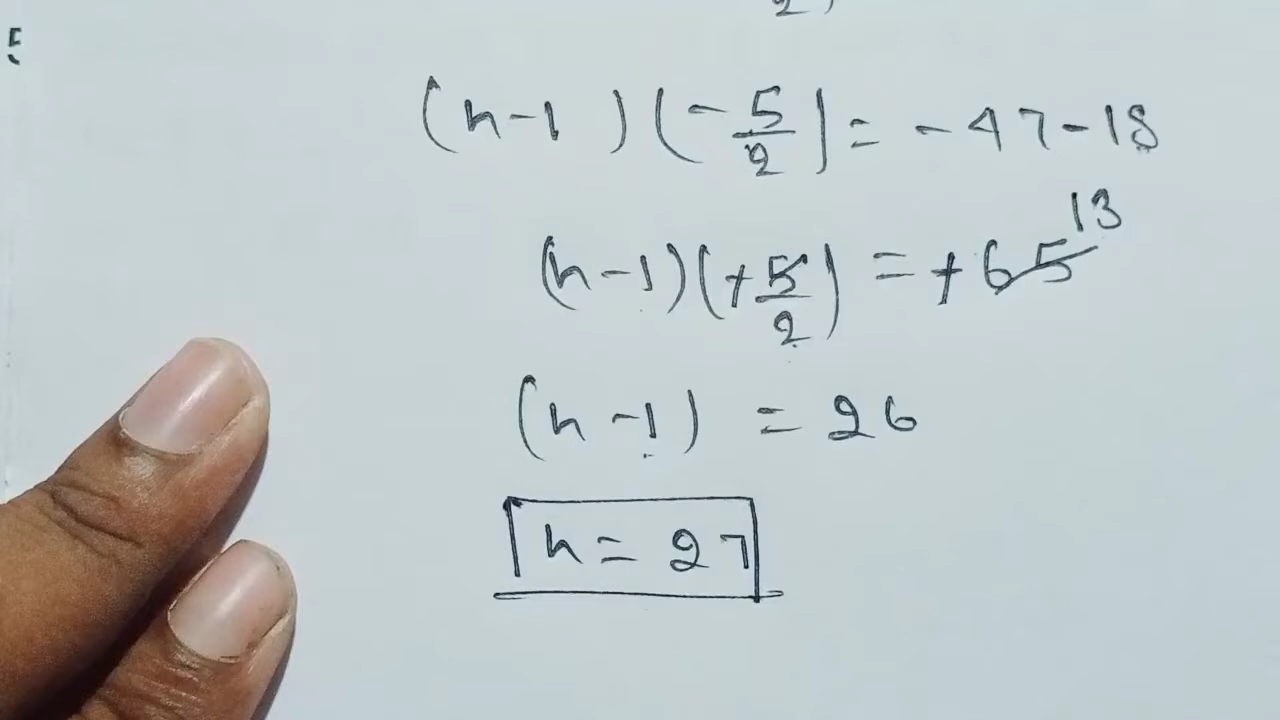 (n-1)(-5/2) = -47-18
(n-1)(+5/2) = +65 13
(n-1) = 26
n = 27